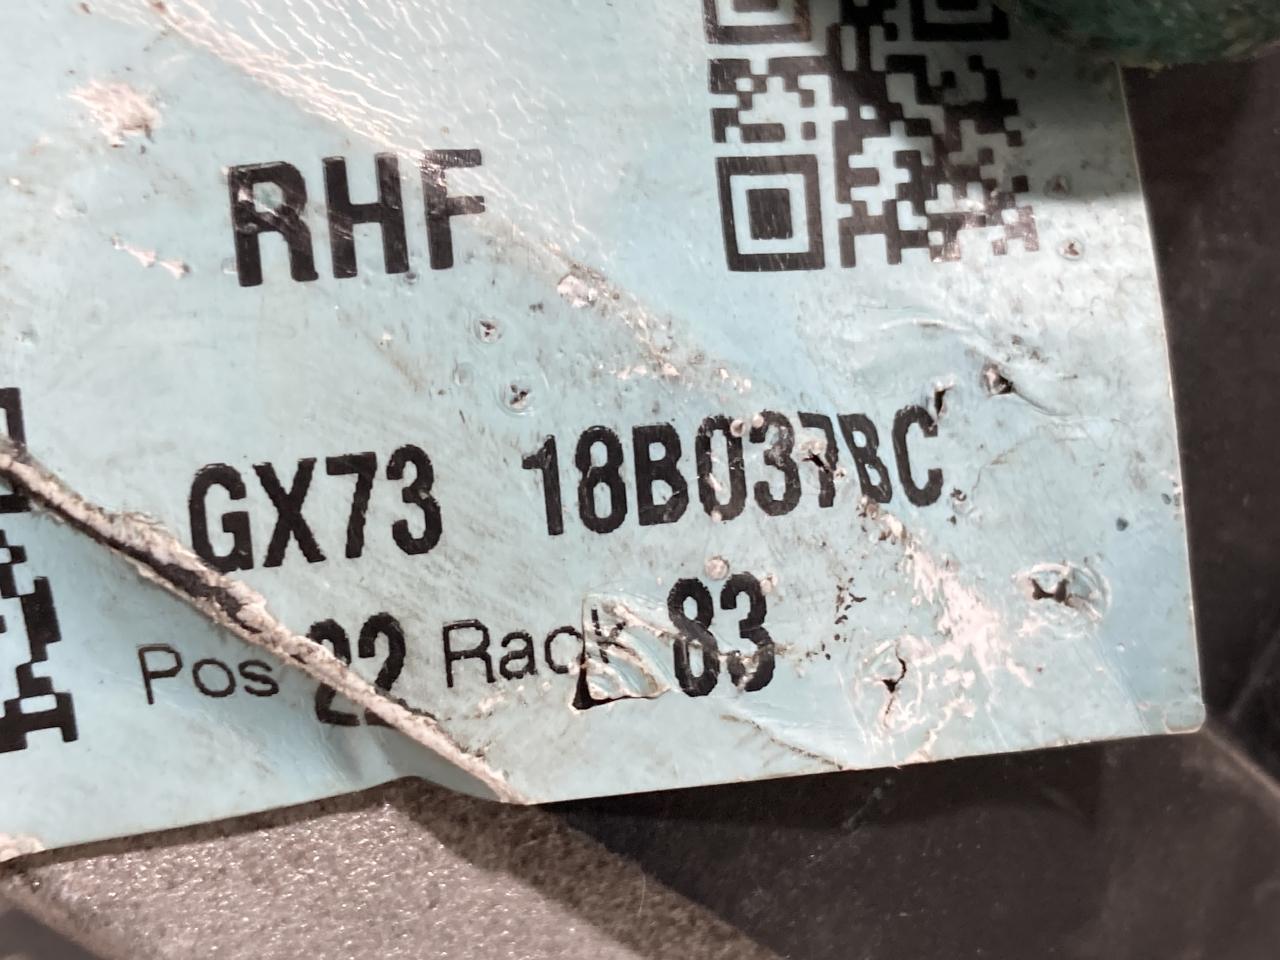 RHF
GX73 18B037BC
Pos 22 Rack 83